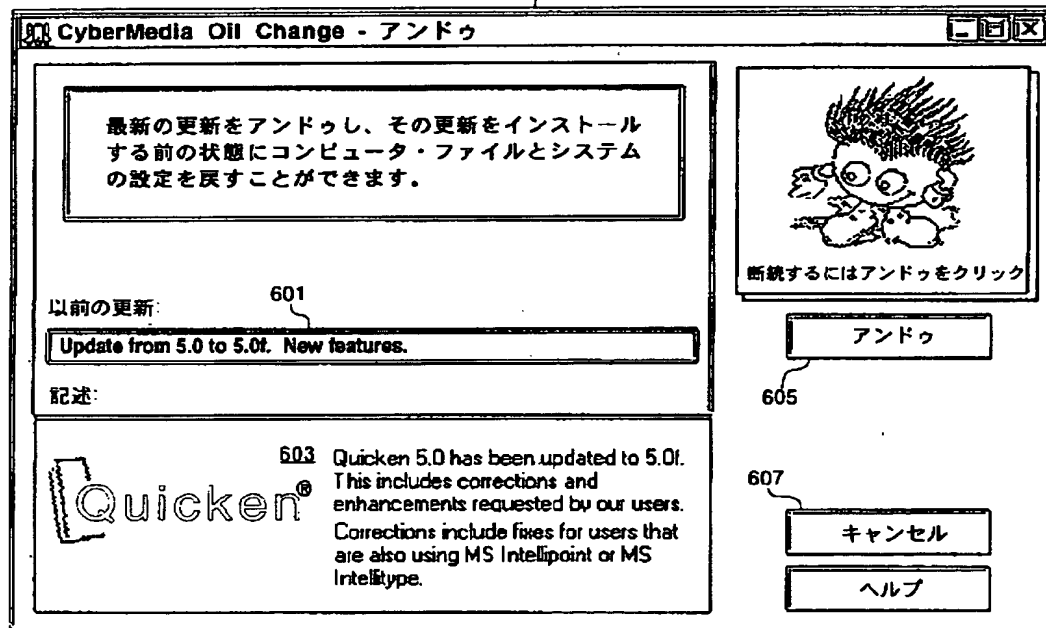 CyberMedia Oil Change - アンドゥ
最新の更新をアンドゥし、その更新をインストール
する前の状態にコンピュータ・ファイルとシステム
の設定を戻すことができます。
断続するにはアンドゥをクリック
以前の更新:
601
Update from 5.0 to 5.0f. New features.
アンドゥ
605
記述:
Quicken®
603
Quicken 5.0 has been updated to 5.0f.
This includes corrections and
enhancements requested by our users.
Corrections include fixes for users that
are also using MS Intellipoint or MS
Intellitype.
607
キャンセル
ヘルプ